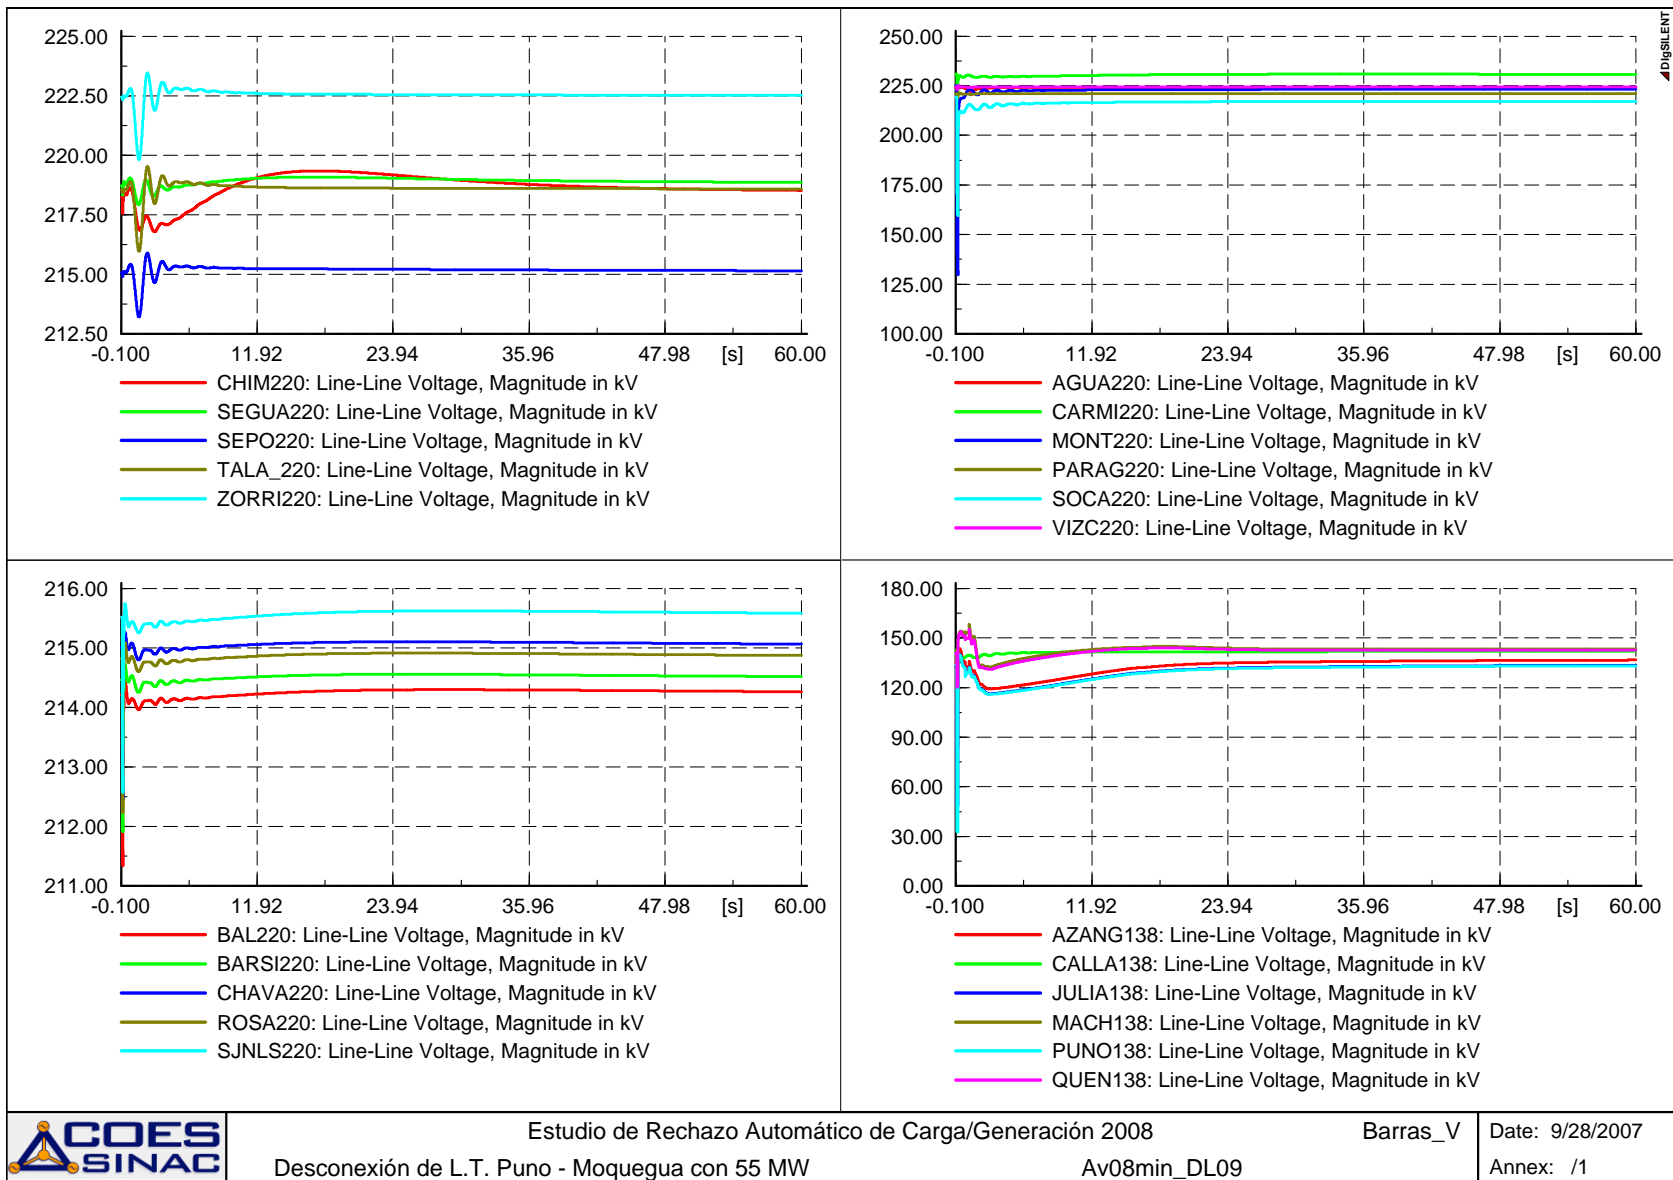 DIgSILENT
225.00
222.50
220.00
217.50
215.00
212.50
-0.100 11.92 23.94 35.96 47.98 [s] 60.00
CHIM220: Line-Line Voltage, Magnitude in kV
SEGUA220: Line-Line Voltage, Magnitude in kV
SEPO220: Line-Line Voltage, Magnitude in kV
TALA_220: Line-Line Voltage, Magnitude in kV
ZORRI220: Line-Line Voltage, Magnitude in kV
250.00
225.00
200.00
175.00
150.00
125.00
100.00
-0.100 11.92 23.94 35.96 47.98 [s] 60.00
AGUA220: Line-Line Voltage, Magnitude in kV
CARMI220: Line-Line Voltage, Magnitude in kV
MONT220: Line-Line Voltage, Magnitude in kV
PARAG220: Line-Line Voltage, Magnitude in kV
SOCA220: Line-Line Voltage, Magnitude in kV
VIZC220: Line-Line Voltage, Magnitude in kV
216.00
215.00
214.00
213.00
212.00
211.00
-0.100 11.92 23.94 35.96 47.98 [s] 60.00
BAL220: Line-Line Voltage, Magnitude in kV
BARSI220: Line-Line Voltage, Magnitude in kV
CHAVA220: Line-Line Voltage, Magnitude in kV
ROSA220: Line-Line Voltage, Magnitude in kV
SJNLS220: Line-Line Voltage, Magnitude in kV
180.00
150.00
120.00
90.00
60.00
30.00
0.00
-0.100 11.92 23.94 35.96 47.98 [s] 60.00
AZANG138: Line-Line Voltage, Magnitude in kV
CALLA138: Line-Line Voltage, Magnitude in kV
JULIA138: Line-Line Voltage, Magnitude in kV
MACH138: Line-Line Voltage, Magnitude in kV
PUNO138: Line-Line Voltage, Magnitude in kV
QUEN138: Line-Line Voltage, Magnitude in kV
COES
SINAC
Estudio de Rechazo Automático de Carga/Generación 2008 Barras_V
Desconexión de L.T. Puno - Moquegua con 55 MW Av08min_DL09
Date: 9/28/2007
Annex: /1